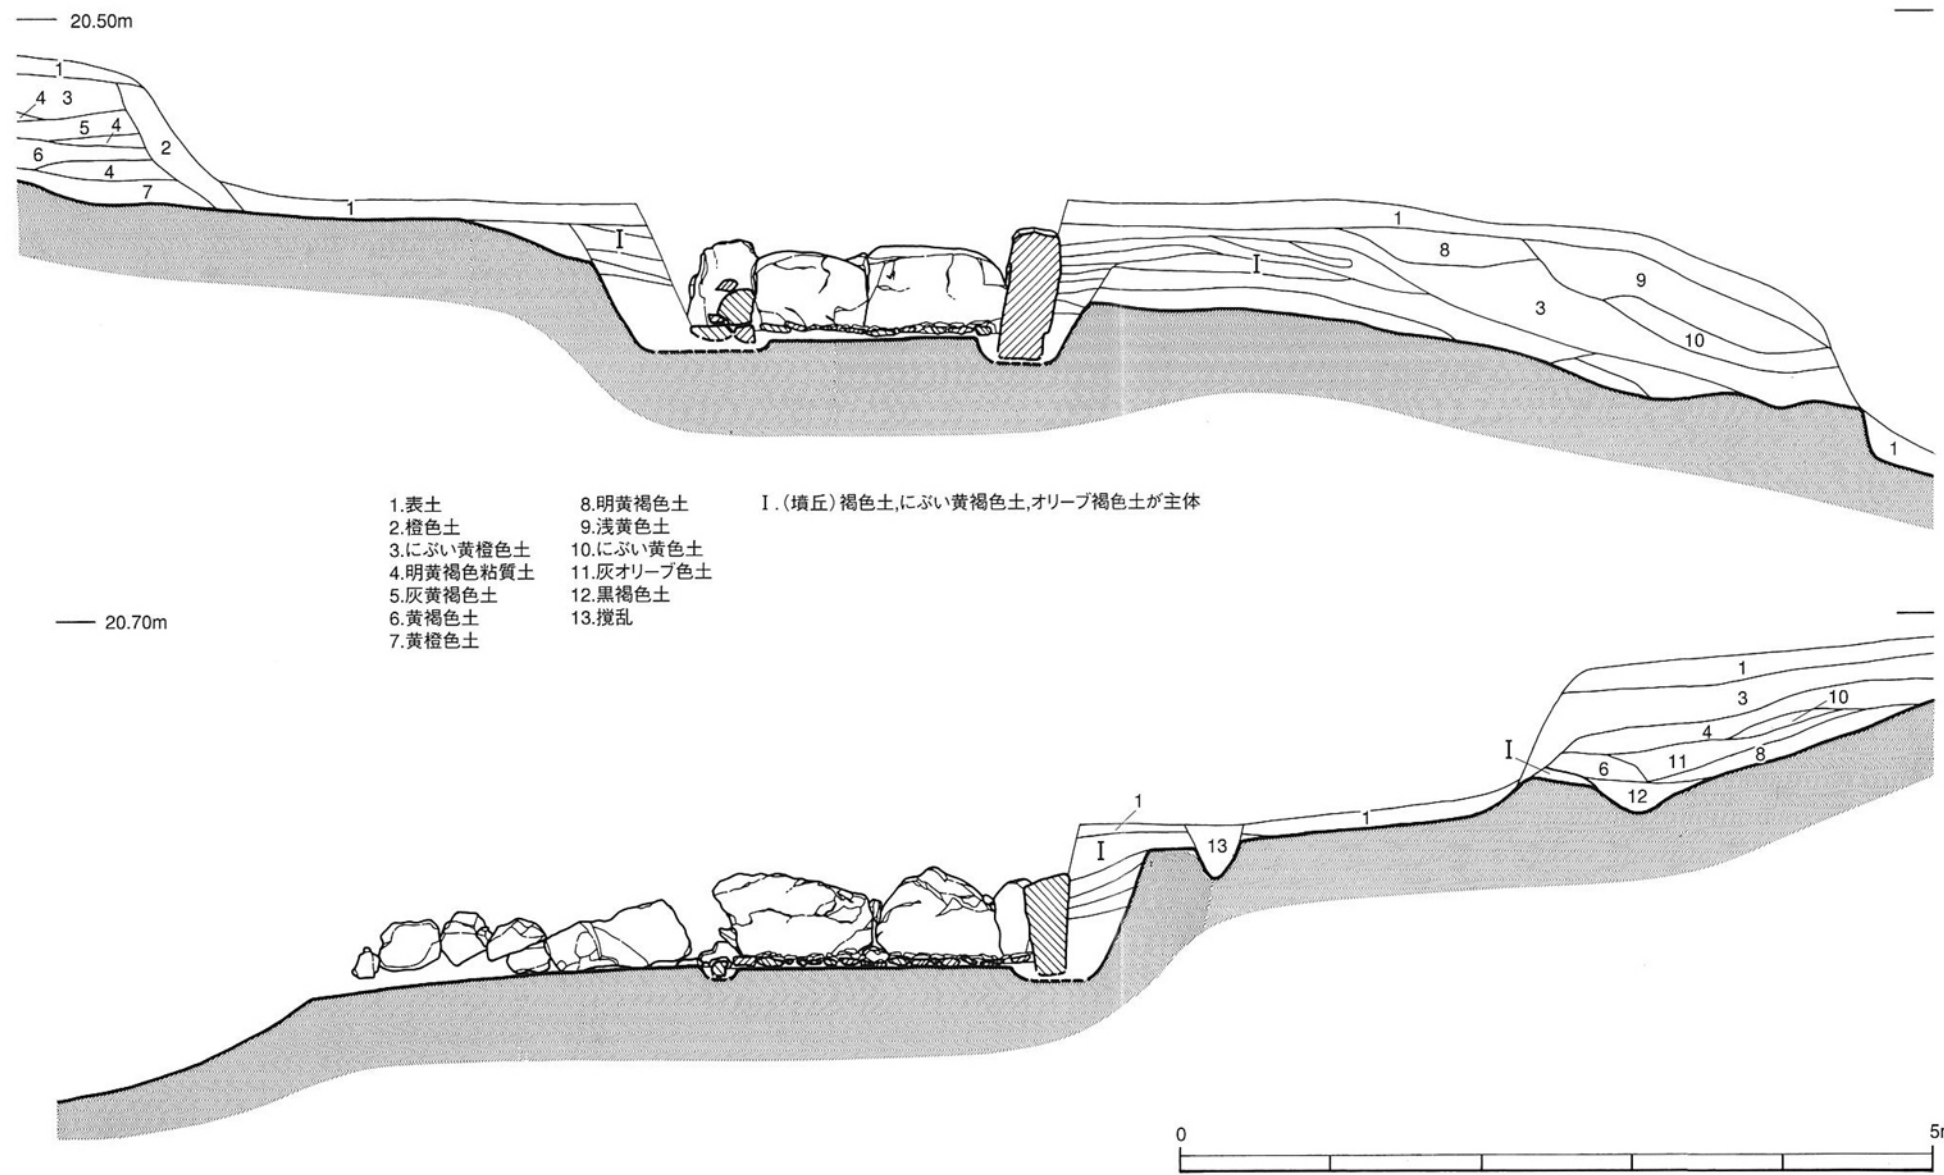 20.50m
1
4 3
5 4
6
4
7
2
1
I
1
8
I
9
3
10
1
1.表土
2.橙色土
3.にぶい黄橙色土
4.明黄褐色粘質土
5.灰黄褐色土
6.黄褐色土
7.黄橙色土
8.明黄褐色土
9.浅黄色土
10.にぶい黄色土
11.灰オリーブ色土
12.黒褐色土
13.撹乱
I.(墳丘)褐色土,にぶい黄褐色土,オリーブ褐色土が主体
20.70m
1
3
10
4
I
6
11
8
12
1
1
I
13
0
5m